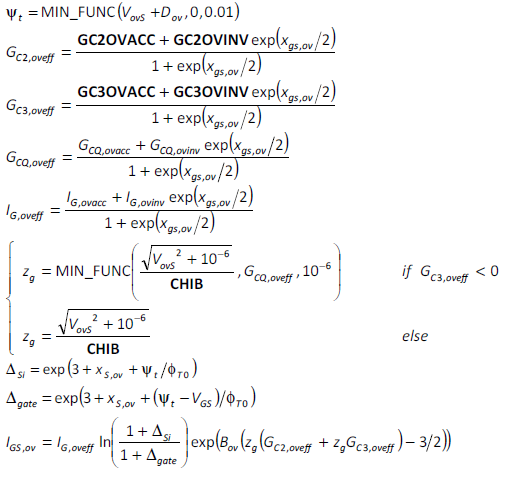 ψ_t = MIN_FUNC(V_ovS + D_ov, 0, 0.01)
G_C2,oveff = (GC2OVACC + GC2OVINV exp(x_gs,ov/2)) / (1 + exp(x_gs,ov/2))
G_C3,oveff = (GC3OVACC + GC3OVINV exp(x_gs,ov/2)) / (1 + exp(x_gs,ov/2))
G_CQ,oveff = (G_CQ,ovacc + G_CQ,ovinv exp(x_gs,ov/2)) / (1 + exp(x_gs,ov/2))
I_G,oveff = (I_G,ovacc + I_G,ovinv exp(x_gs,ov/2)) / (1 + exp(x_gs,ov/2))
z_g = MIN_FUNC(√(V_ovS² + 10⁻⁶) / CHIB, G_CQ,oveff, 10⁻⁶) if G_C3,oveff < 0
z_g = √(V_ovS² + 10⁻⁶) / CHIB else
Δ_Si = exp(3 + x_S,ov + ψ_t/ϕ_T0)
Δ_gate = exp(3 + x_S,ov + (ψ_t − V_GS)/ϕ_T0)
I_GS,ov = I_G,oveff ln((1 + Δ_Si) / (1 + Δ_gate)) exp(B_ov(z_g(G_C2,oveff + z_g G_C3,oveff) − 3/2))